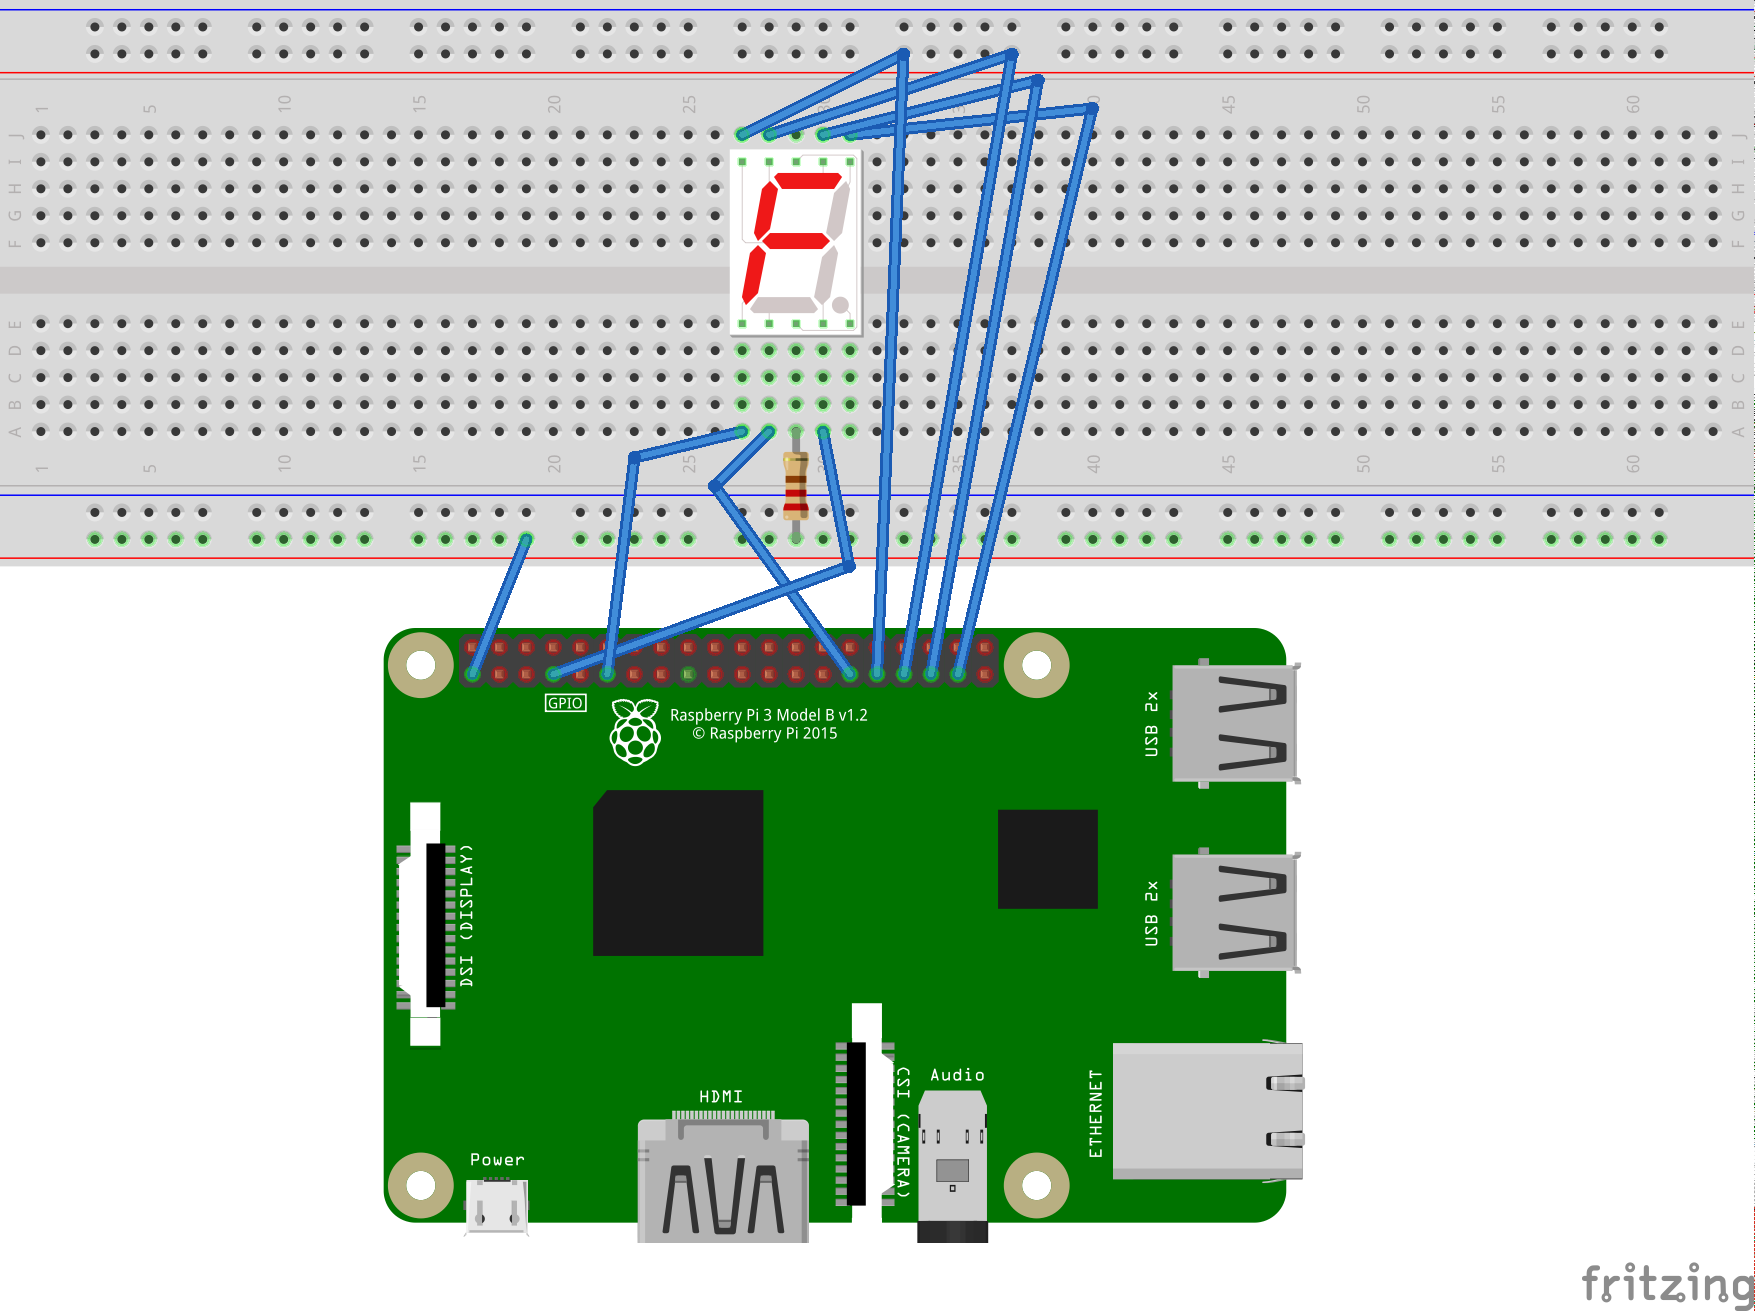 1 5 10 15 20 25 30 35 40 45 50 55 60
J J
I I
H H
G G
F F
E E
D D
C C
B B
A A
1 5 10 15 20 25 30 35 40 45 50 55 60
GPIO
Raspberry Pi 3 Model B v1.2
© Raspberry Pi 2015
USB 2x
DSI (DISPLAY)
USB 2x
CSI (CAMERA)
Audio
ETHERNET
HDMI
Power
fritzing